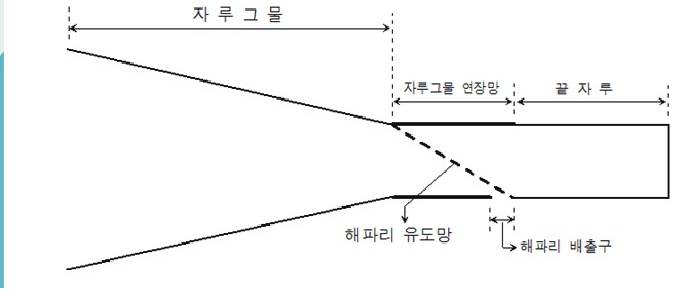 자 루 그 물
자루그물 연장망
끝 자 루
해파리 유도망
해파리 배출구